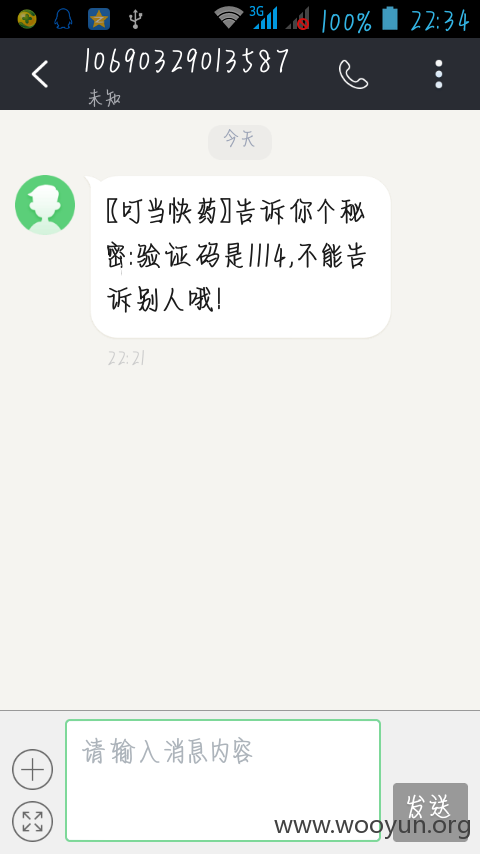 3G 100% 22:34
10690329013587
未知
今天
〖叮当快药〗告诉你个秘
密:验证码是1114,不能告
诉别人哦!
22:21
请输入消息内容
发送
www.wooyun.org